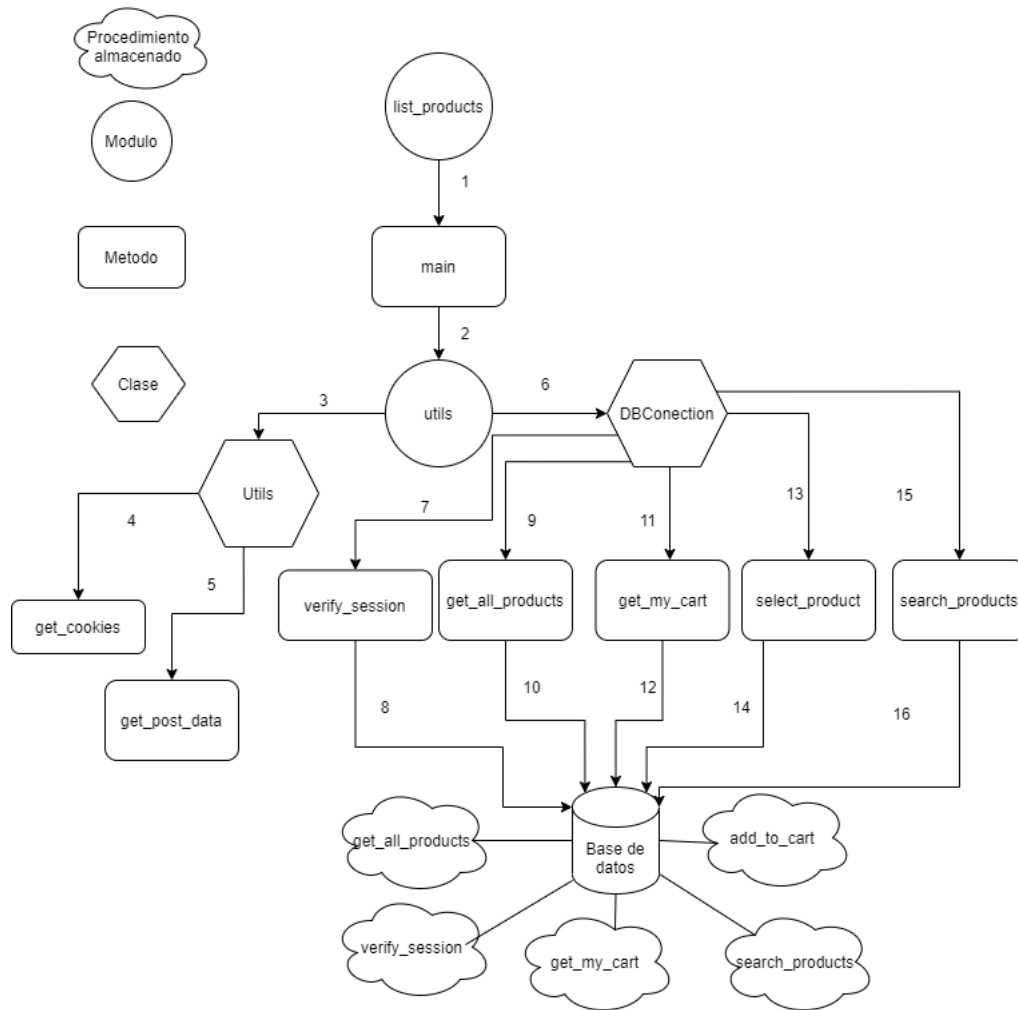 Procedimiento
almacenado
list_products
Modulo
1
Metodo
main
2
Clase
3
utils
6
DBConection
Utils
4
7
9
11
13
15
5
get_cookies
verify_session
get_all_products
get_my_cart
select_product
search_products
get_post_data
8
10
12
14
16
get_all_products
Base de
datos
add_to_cart
verify_session
get_my_cart
search_products